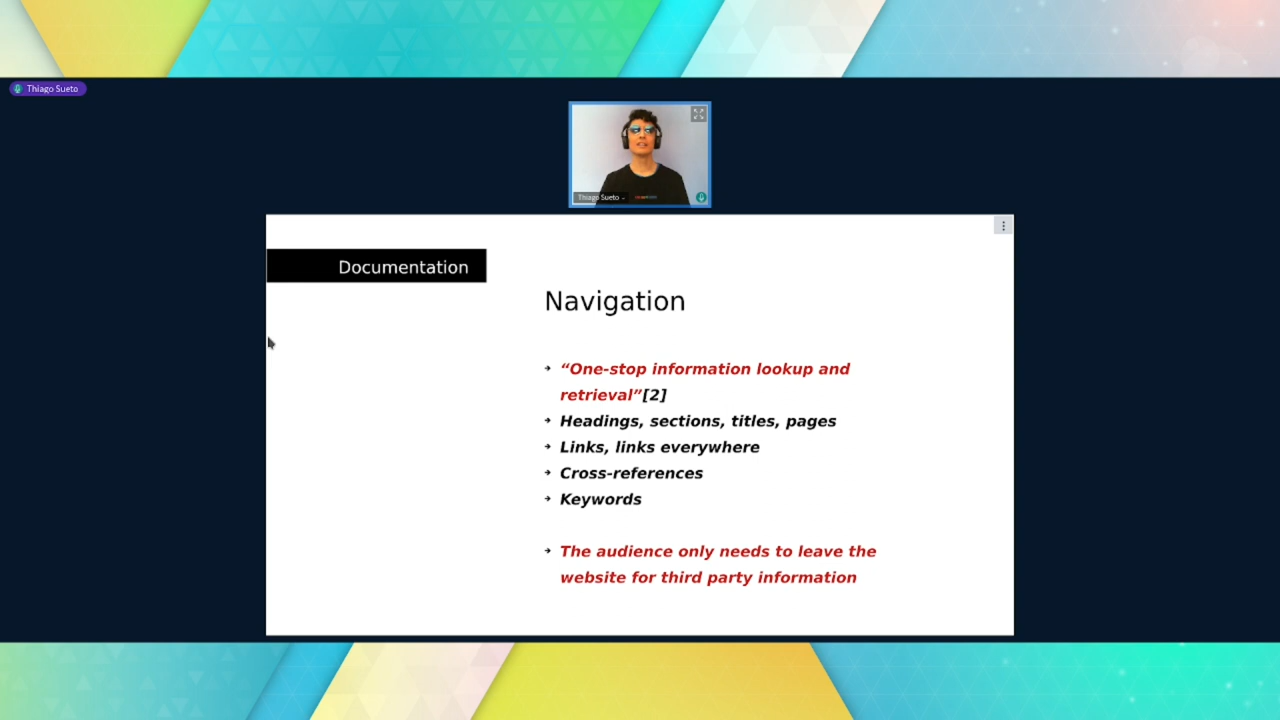 Thiago Sueto
Thiago Sueto
Documentation
Navigation
“One-stop information lookup and
retrieval”[2]
Headings, sections, titles, pages
Links, links everywhere
Cross-references
Keywords
The audience only needs to leave the
website for third party information